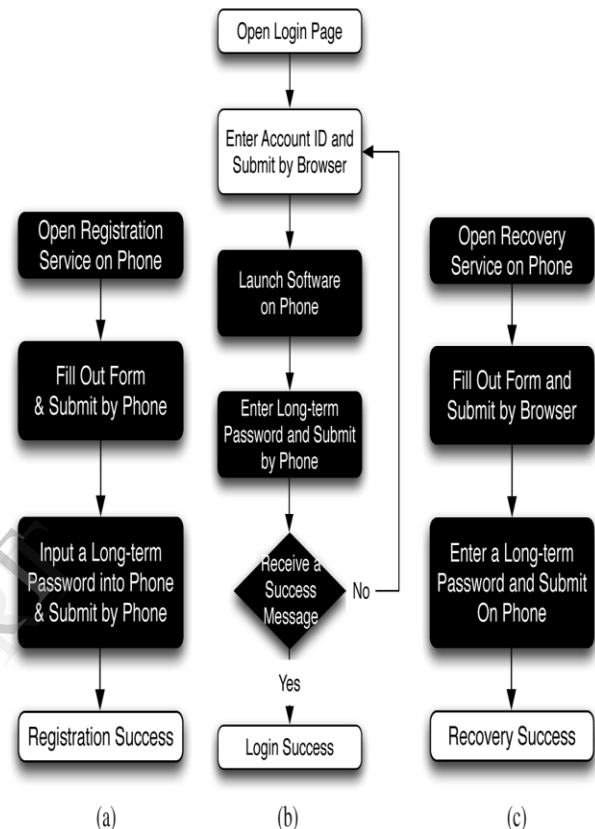 Open Registration
Service on Phone
Fill Out Form
& Submit by Phone
Input a Long-term
Password into Phone
& Submit by Phone
Registration Success
(a)
Open Login Page
Enter Account ID and
Submit by Browser
Launch Software
on Phone
Enter Long-term
Password and Submit
by Phone
Receive a
Success
Message
No
Yes
Login Success
(b)
Open Recovery
Service on Phone
Fill Out Form and
Submit by Browser
Enter a Long-term
Password and Submit
On Phone
Recovery Success
(c)